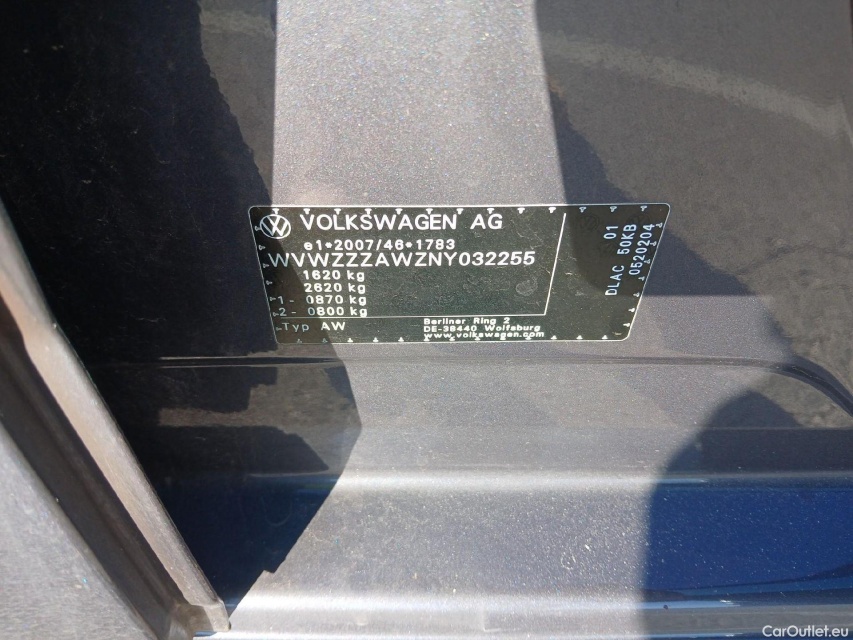 VOLKSWAGEN AG
e1*2007/46*1783
WVWZZZAWZNY032255
1620 kg
2620 kg
1 - 0870 kg
2 - 0800 kg
Typ AW
Berliner Ring 2
DE-38440 Wolfsburg
www.volkswagen.com
01
DLAC 50KB
0520204
CarOutlet.eu